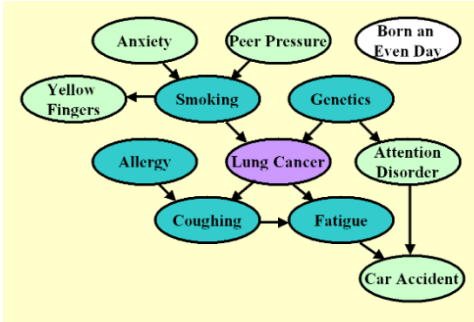 Anxiety
Peer Pressure
Born an
Even Day
Yellow
Fingers
Smoking
Genetics
Allergy
Lung Cancer
Attention
Disorder
Coughing
Fatigue
Car Accident